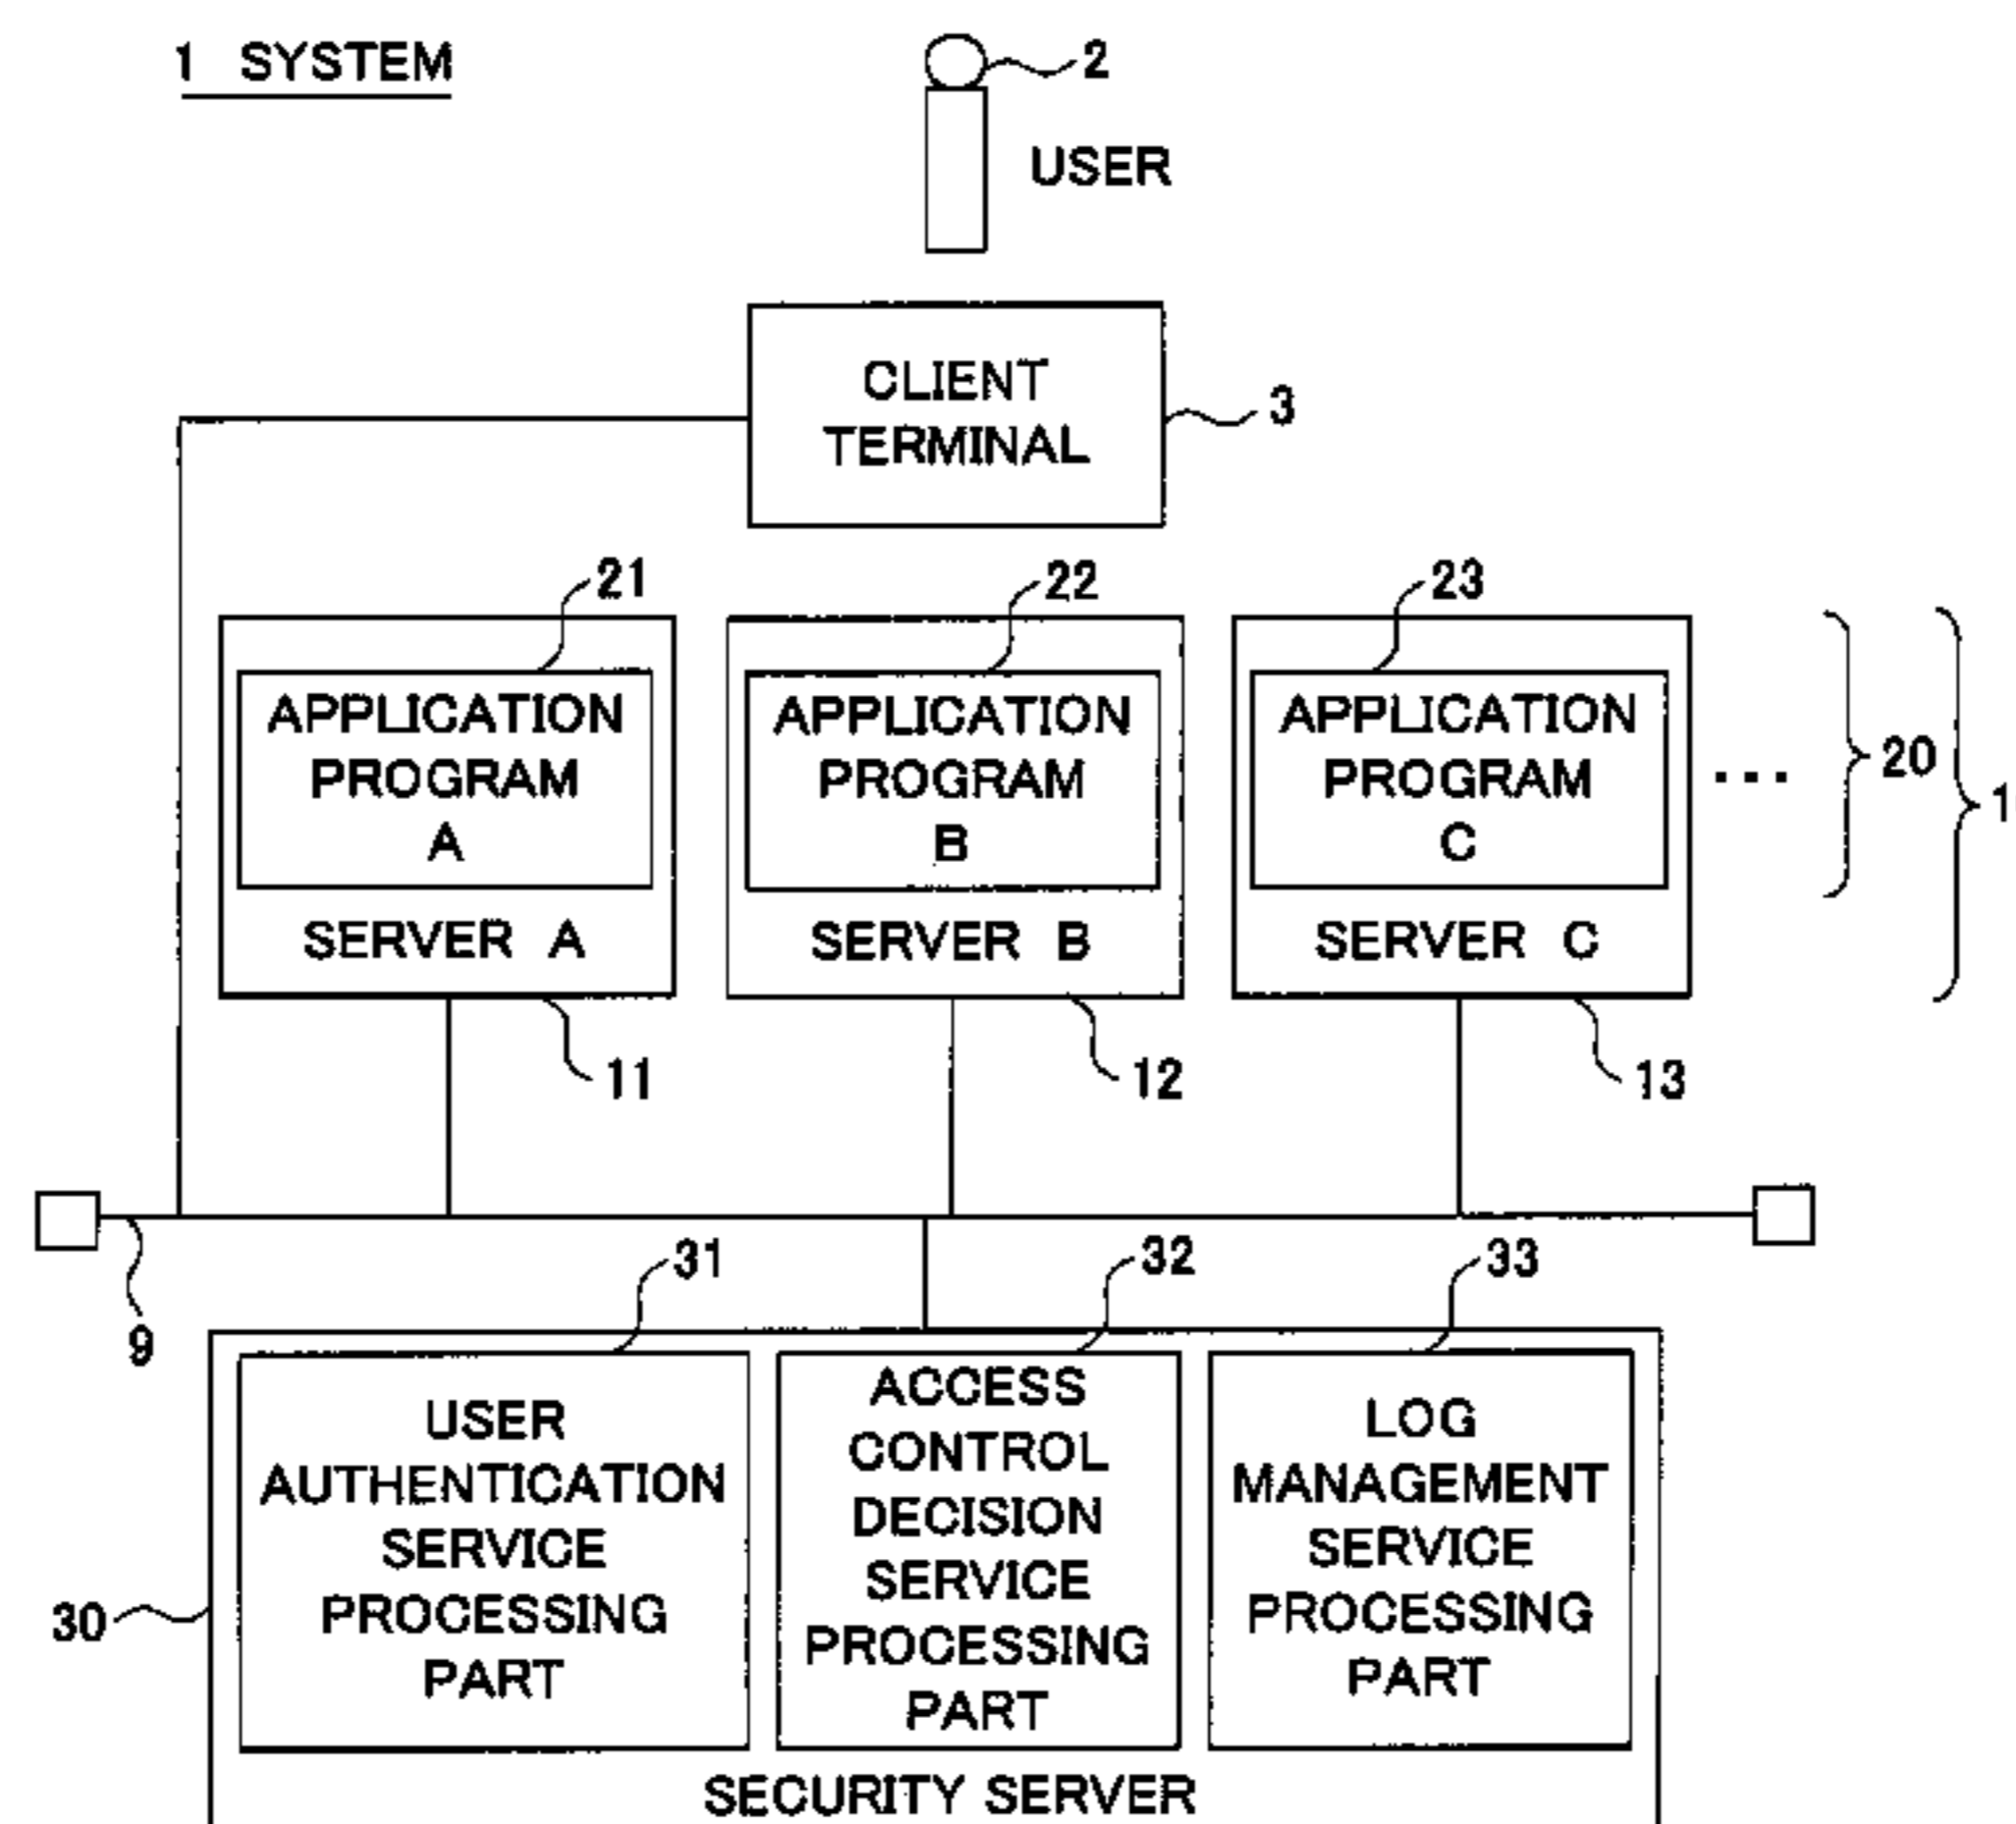 1 SYSTEM
2
USER
CLIENT
TERMINAL
3
21
22
23
APPLICATION
PROGRAM
A
SERVER A
APPLICATION
PROGRAM
B
SERVER B
APPLICATION
PROGRAM
C
SERVER C
...
20
1
11
12
13
9
31
32
33
30
USER
AUTHENTICATION
SERVICE
PROCESSING
PART
ACCESS
CONTROL
DECISION
SERVICE
PROCESSING
PART
LOG
MANAGEMENT
SERVICE
PROCESSING
PART
SECURITY SERVER